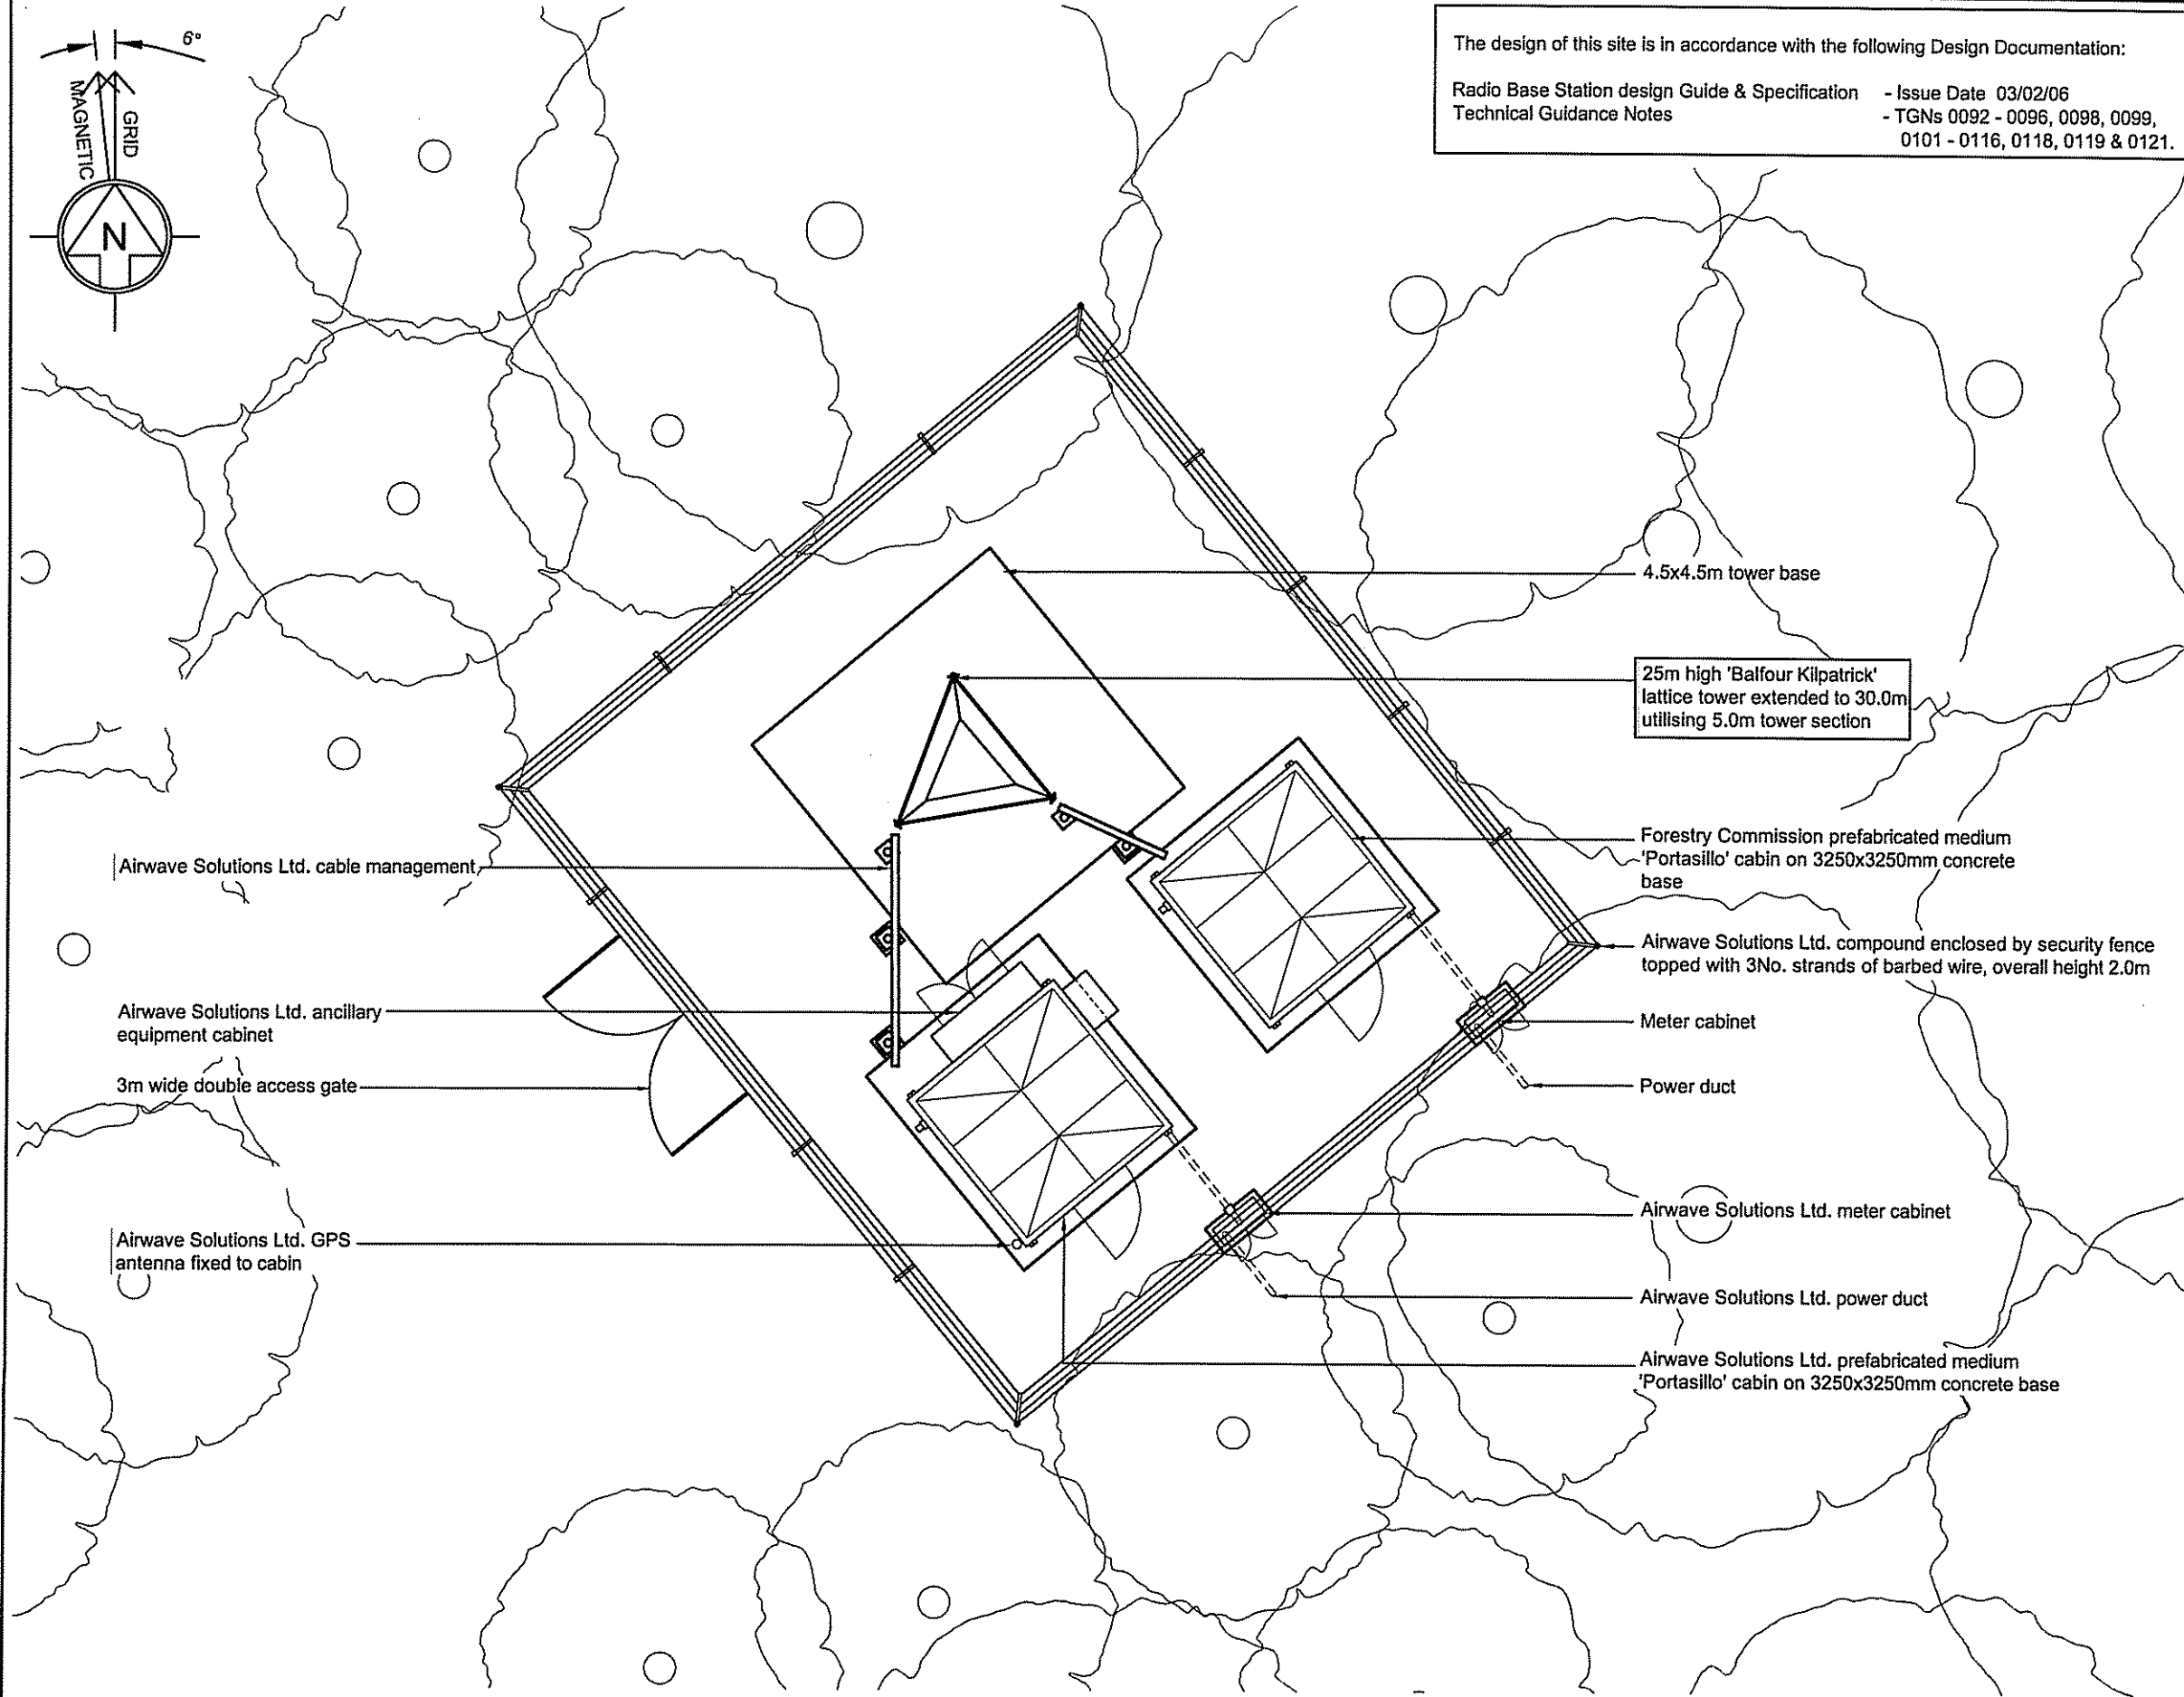 6°
MAGNETIC
GRID
N
The design of this site is in accordance with the following Design Documentation:
Radio Base Station design Guide & Specification - Issue Date 03/02/06
Technical Guidance Notes - TGNs 0092 - 0096, 0098, 0099,
0101 - 0116, 0118, 0119 & 0121.
4.5x4.5m tower base
25m high 'Balfour Kilpatrick'
lattice tower extended to 30.0m
utilising 5.0m tower section
Forestry Commission prefabricated medium
'Portasillo' cabin on 3250x3250mm concrete
base
Airwave Solutions Ltd. compound enclosed by security fence
topped with 3No. strands of barbed wire, overall height 2.0m
Meter cabinet
Power duct
Airwave Solutions Ltd. meter cabinet
Airwave Solutions Ltd. power duct
Airwave Solutions Ltd. prefabricated medium
'Portasillo' cabin on 3250x3250mm concrete base
Airwave Solutions Ltd. cable management
Airwave Solutions Ltd. ancillary
equipment cabinet
3m wide double access gate
Airwave Solutions Ltd. GPS
antenna fixed to cabin